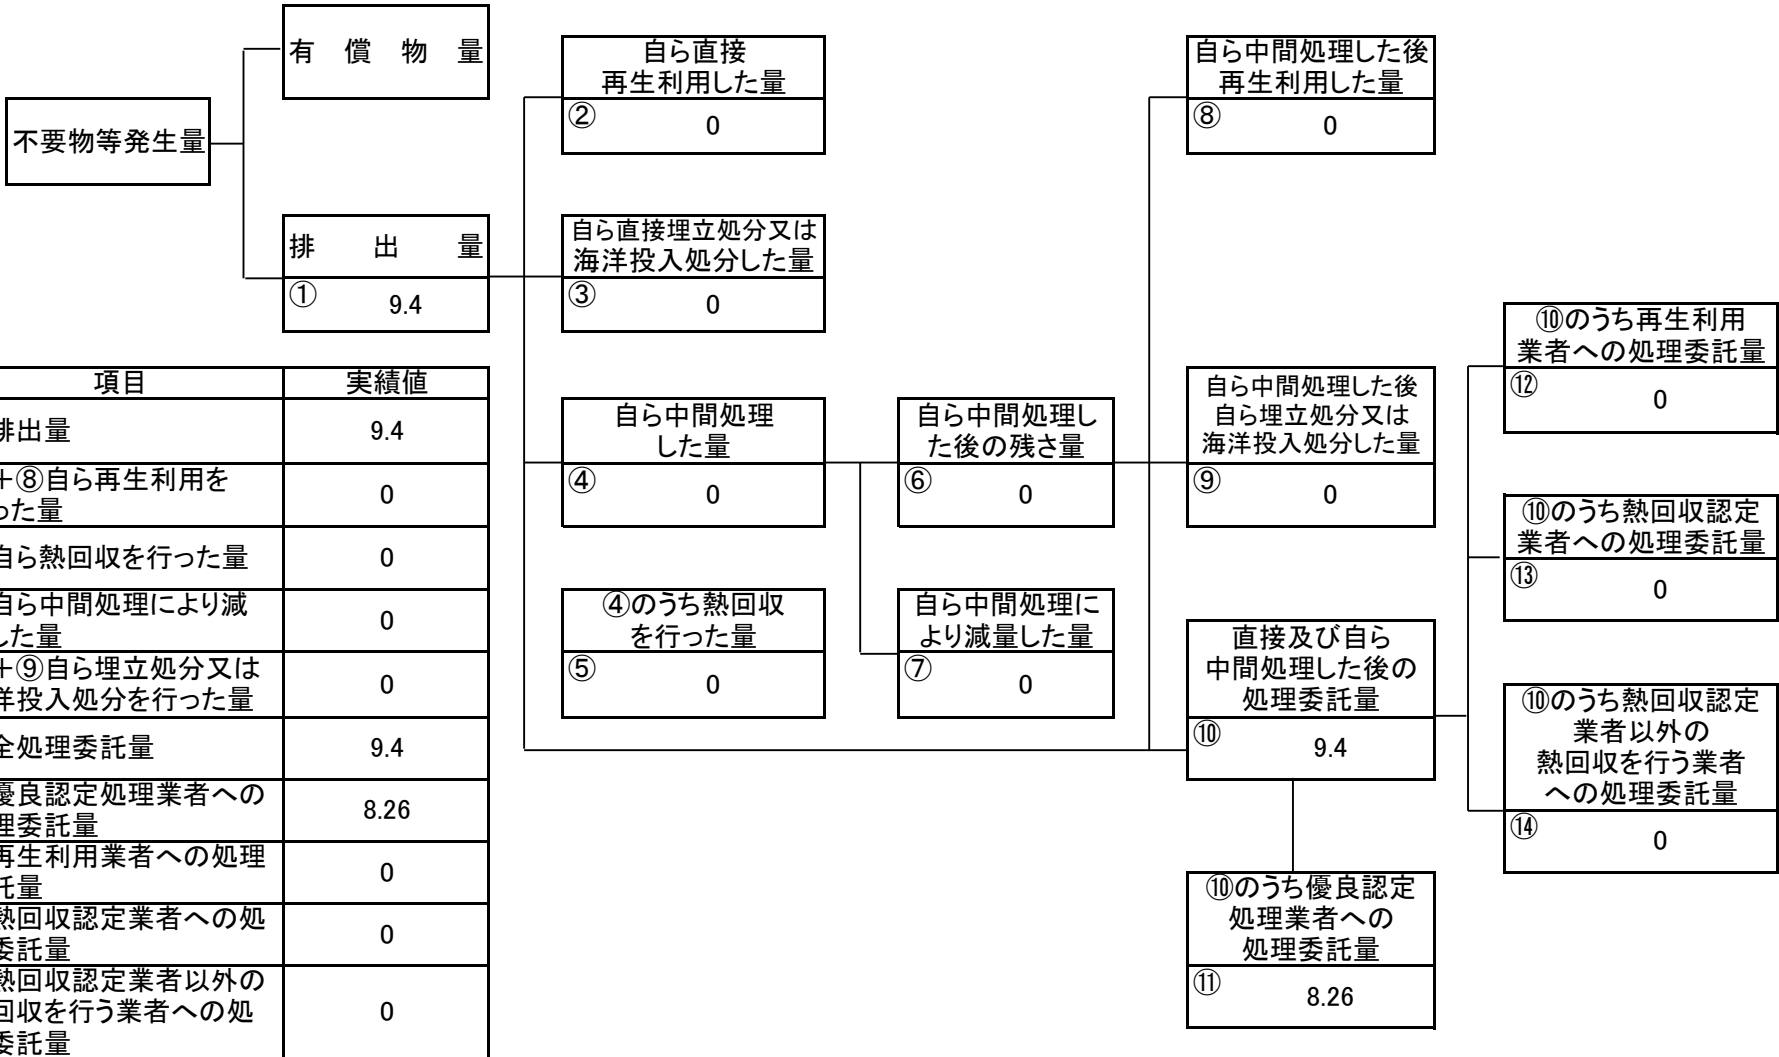 有償物量
不要物等発生量
排出量
① 9.4
自ら直接
再生利用した量
② 0
自ら直接埋立処分又は
海洋投入処分した量
③ 0
自ら中間処理
した量
④ 0
④のうち熱回収
を行った量
⑤ 0
自ら中間処理し
た後の残さ量
⑥ 0
自ら中間処理に
より減量した量
⑦ 0
自ら中間処理した後
再生利用した量
⑧ 0
自ら中間処理した後
自ら埋立処分又は
海洋投入処分した量
⑨ 0
直接及び自ら
中間処理した後の
処理委託量
⑩ 9.4
⑩のうち優良認定
処理業者への
処理委託量
⑪ 8.26
⑩のうち再生利用
業者への処理委託量
⑫ 0
⑩のうち熱回収認定
業者への処理委託量
⑬ 0
⑩のうち熱回収認定
業者以外の
熱回収を行う業者
への処理委託量
⑭ 0
項目 実績値
排出量 9.4
+⑧自ら再生利用を
った量 0
自ら熱回収を行った量 0
自ら中間処理により減
した量 0
+⑨自ら埋立処分又は
洋投入処分を行った量 0
全処理委託量 9.4
優良認定処理業者への
理委託量 8.26
再生利用業者への処理
託量 0
熱回収認定業者への処
委託量 0
熱回収認定業者以外の
回収を行う業者への処
委託量 0